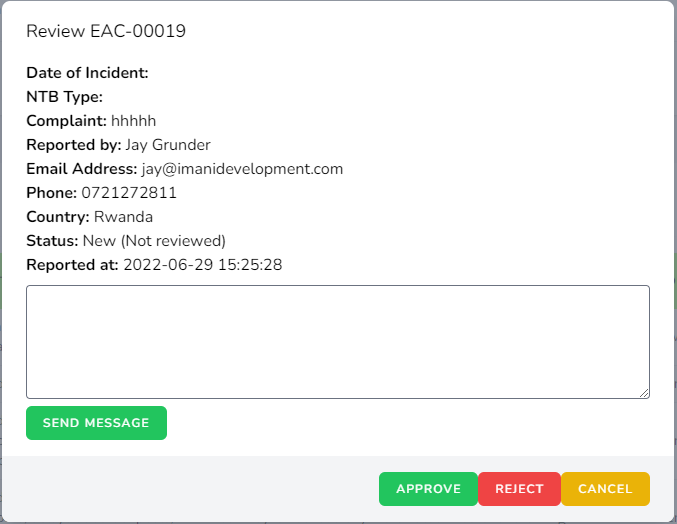 Review EAC-00019
Date of Incident:
NTB Type:
Complaint: hhhhh
Reported by: Jay Grunder
Email Address: jay@imanidevelopment.com
Phone: 0721272811
Country: Rwanda
Status: New (Not reviewed)
Reported at: 2022-06-29 15:25:28
SEND MESSAGE
APPROVE REJECT CANCEL